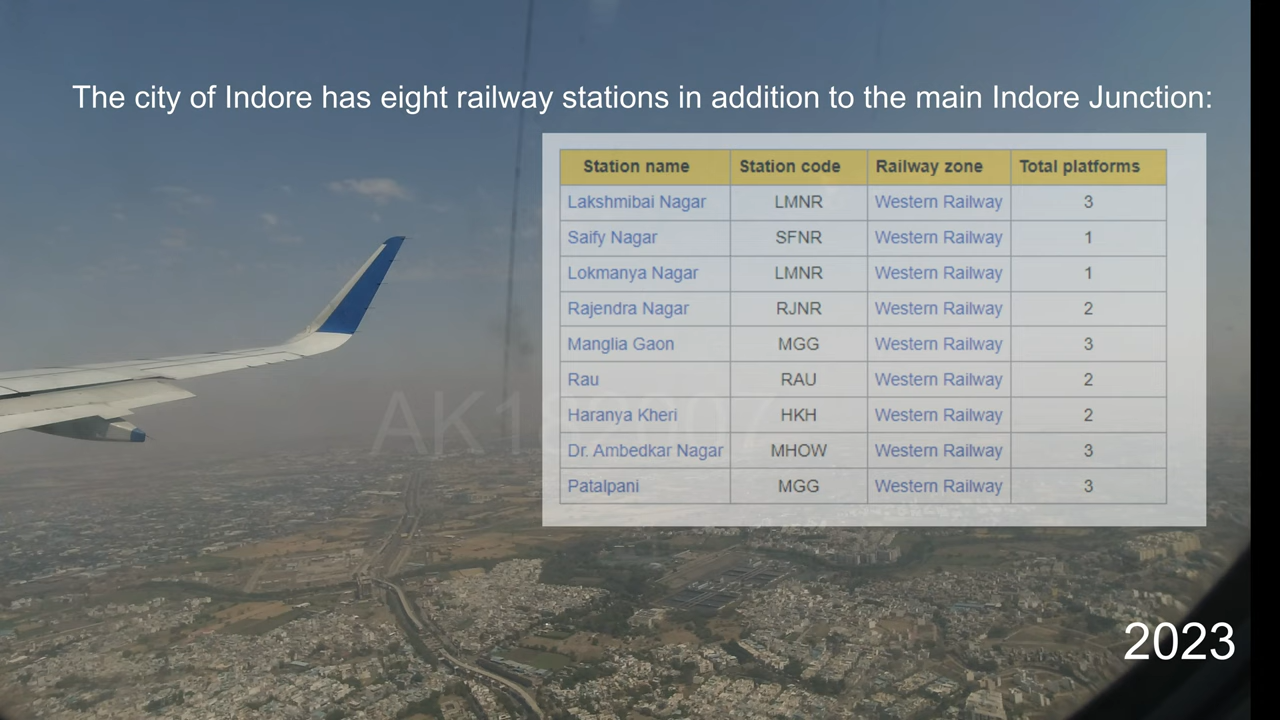 The city of Indore has eight railway stations in addition to the main Indore Junction:
Station name Station code Railway zone Total platforms
Lakshmibai Nagar LMNR Western Railway 3
Saify Nagar SFNR Western Railway 1
Lokmanya Nagar LMNR Western Railway 1
Rajendra Nagar RJNR Western Railway 2
Manglia Gaon MGG Western Railway 3
Rau RAU Western Railway 2
Haranya Kheri HKH Western Railway 2
Dr. Ambedkar Nagar MHOW Western Railway 3
Patalpani MGG Western Railway 3
AK182007
2023